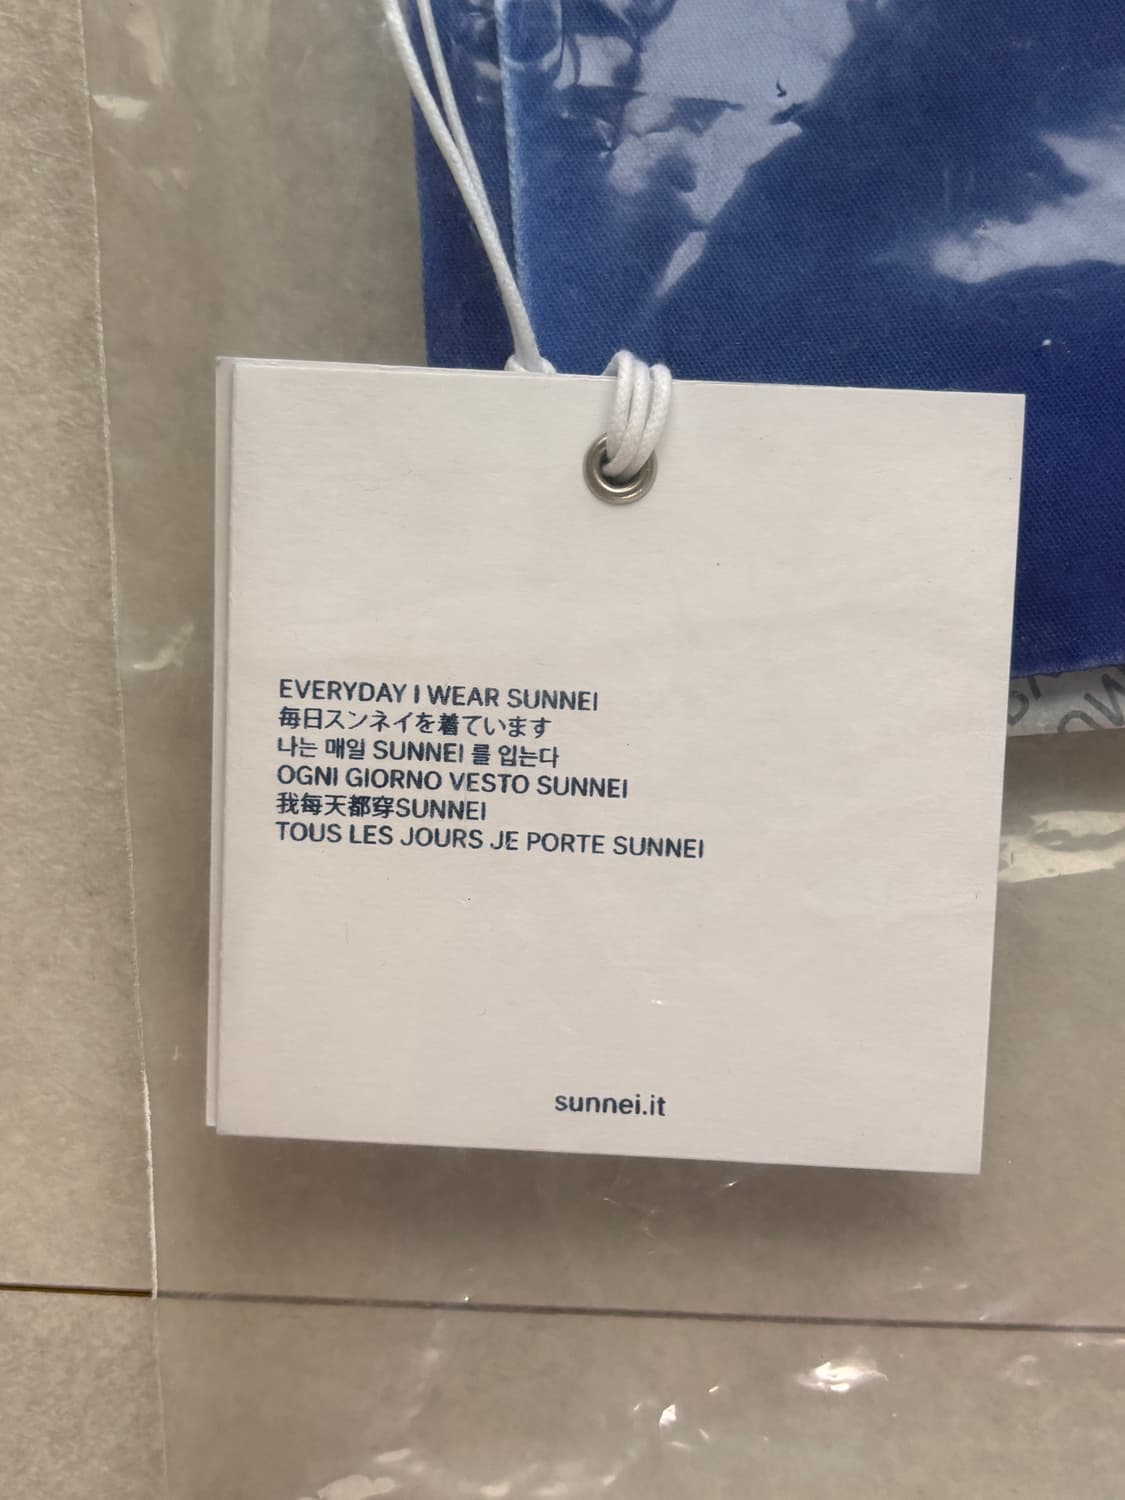 EVERYDAY I WEAR SUNNEI
毎日スンネイを着ています
나는 매일 SUNNEI 를 입는다
OGNI GIORNO VESTO SUNNEI
我每天都穿SUNNEI
TOUS LES JOURS JE PORTE SUNNEI
sunnei.it